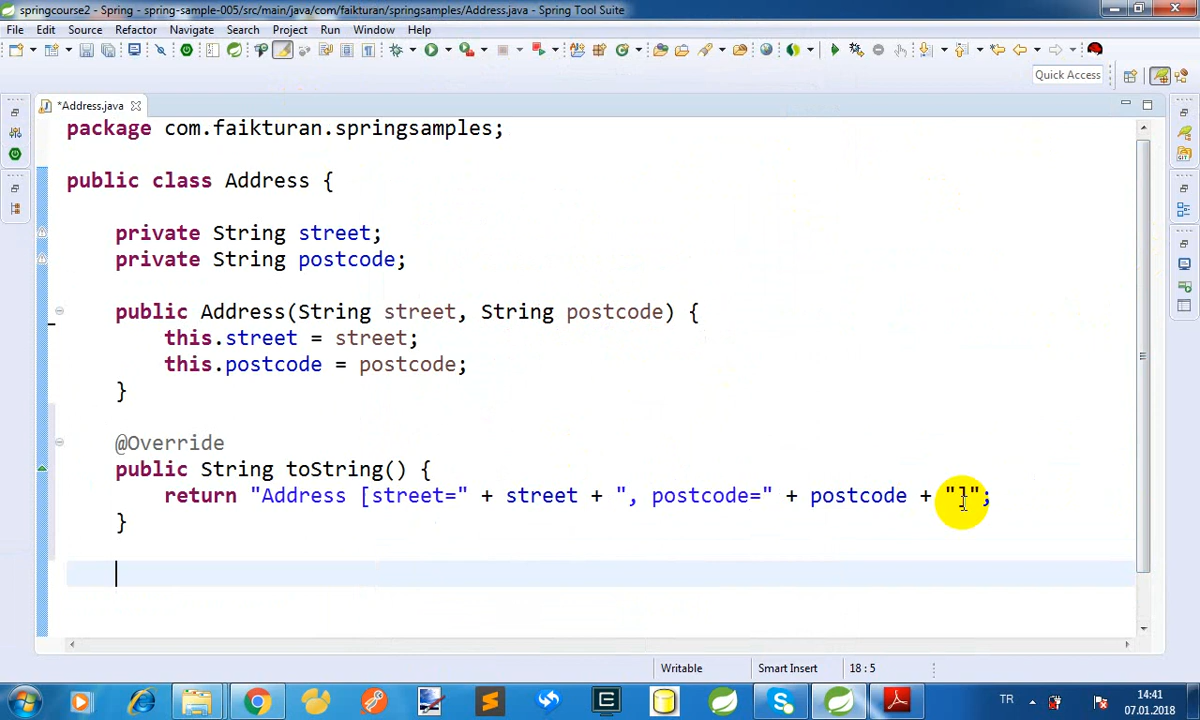 springcourse2 - Spring - spring-sample-005/src/main/java/com/faikturan/springsamples/Address.java - Spring Tool Suite
File Edit Source Refactor Navigate Search Project Run Window Help
Quick Access
*Address.java
package com.faikturan.springsamples;
public class Address {
private String street;
private String postcode;
public Address(String street, String postcode) {
this.street = street;
this.postcode = postcode;
}
@Override
public String toString() {
return "Address [street=" + street + ", postcode=" + postcode + "]";
}
Writable Smart Insert 18 : 5
TR 14:41
07.01.2018